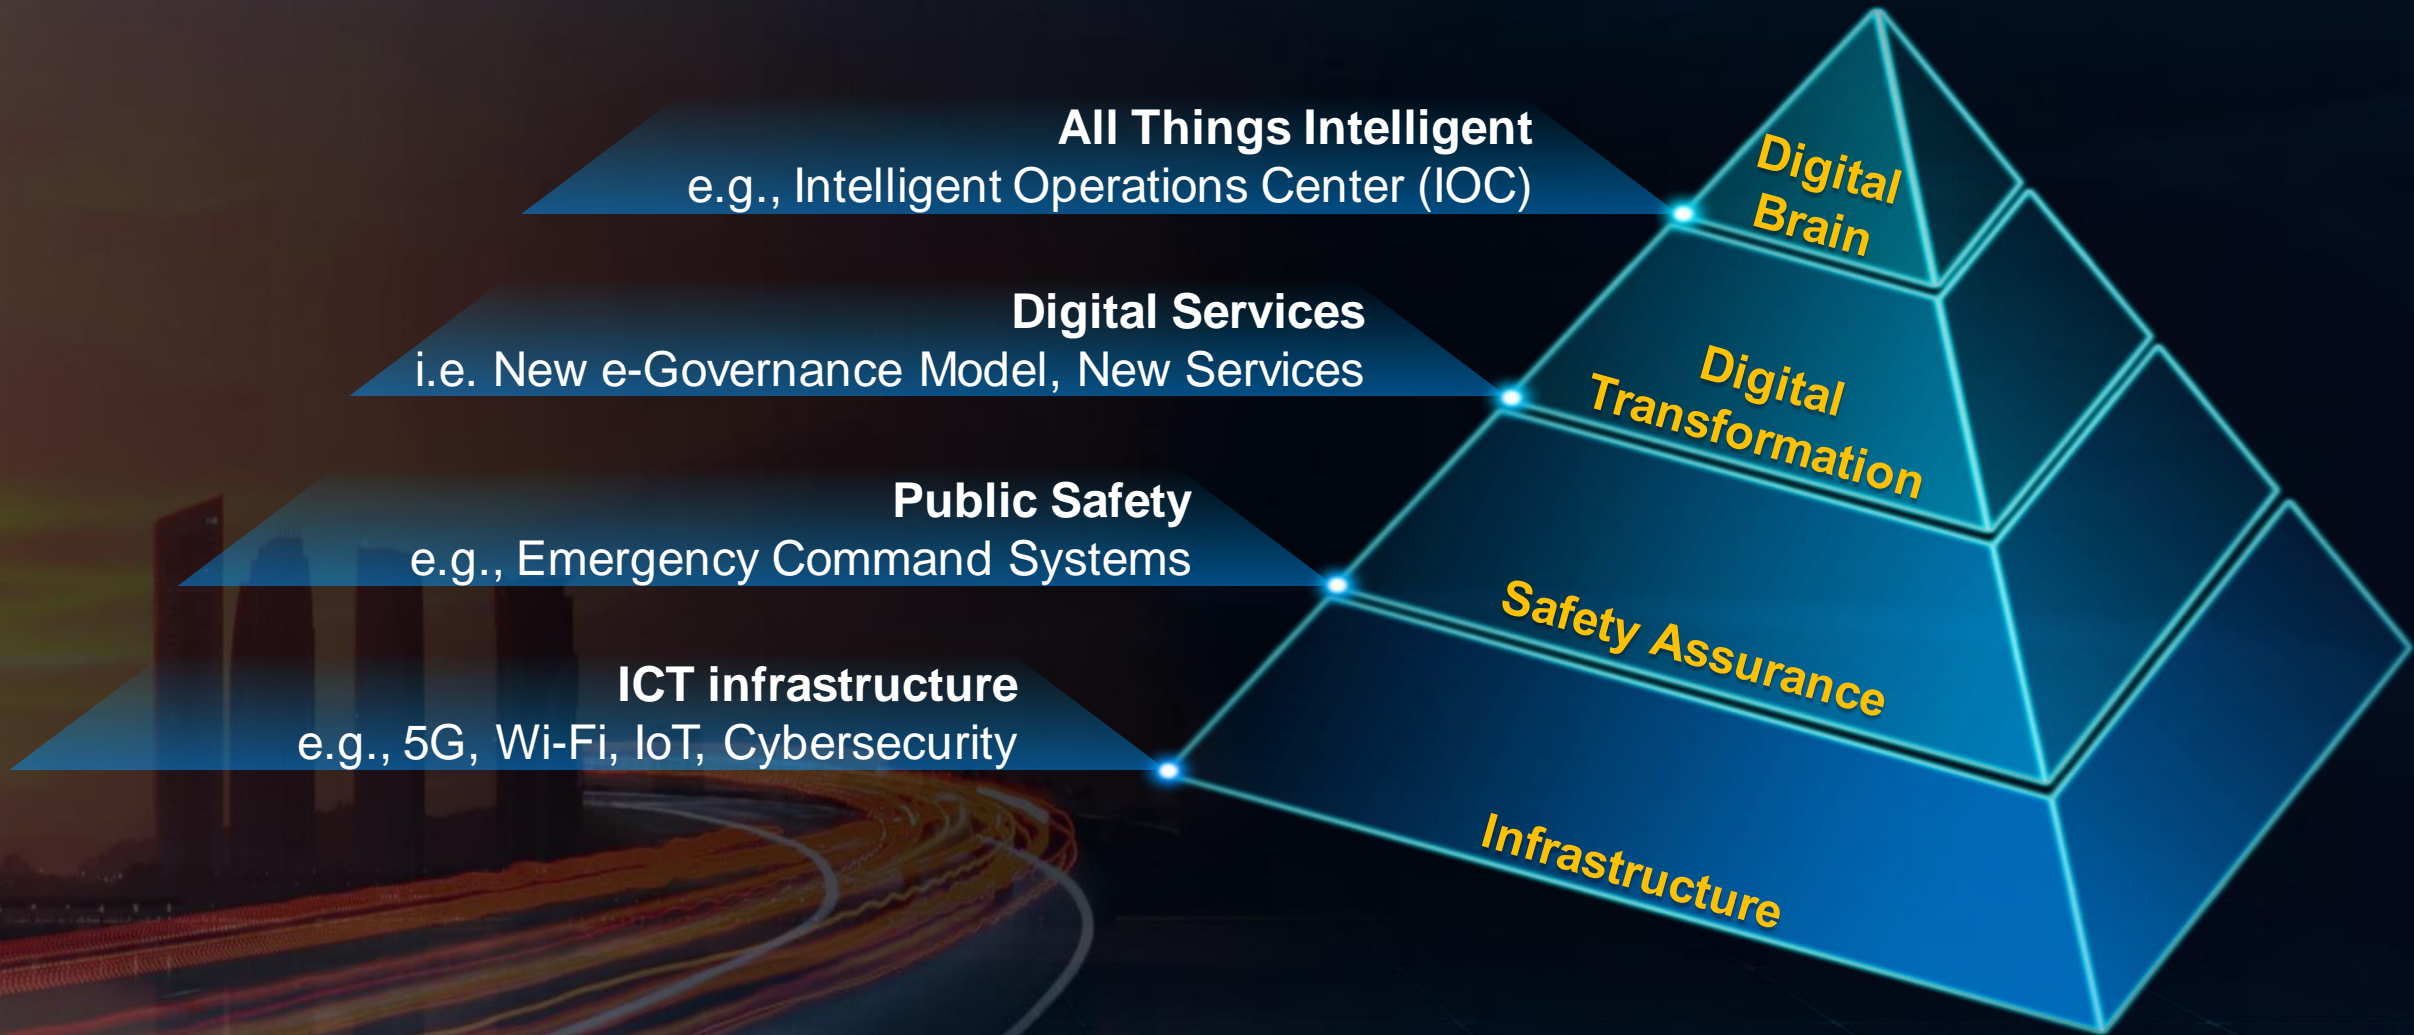 All Things Intelligent
e.g., Intelligent Operations Center (IOC)
Digital
Brain
Digital Services
i.e. New e-Governance Model, New Services
Digital
Transformation
Public Safety
e.g., Emergency Command Systems
Safety Assurance
ICT infrastructure
e.g., 5G, Wi-Fi, IoT, Cybersecurity
Infrastructure